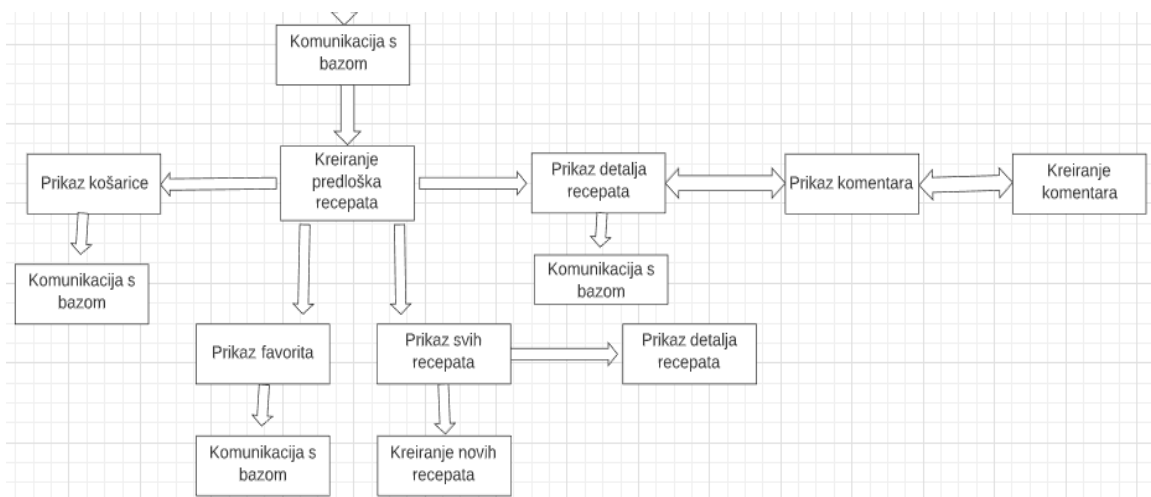 Komunikacija s
bazom
Prikaz košarice
Kreiranje
predloška
recepata
Prikaz detalja
recepata
Prikaz komentara
Kreiranje
komentara
Komunikacija s
bazom
Komunikacija s
bazom
Prikaz favorita
Prikaz svih
recepata
Prikaz detalja
recepata
Komunikacija s
bazom
Kreiranje novih
recepata